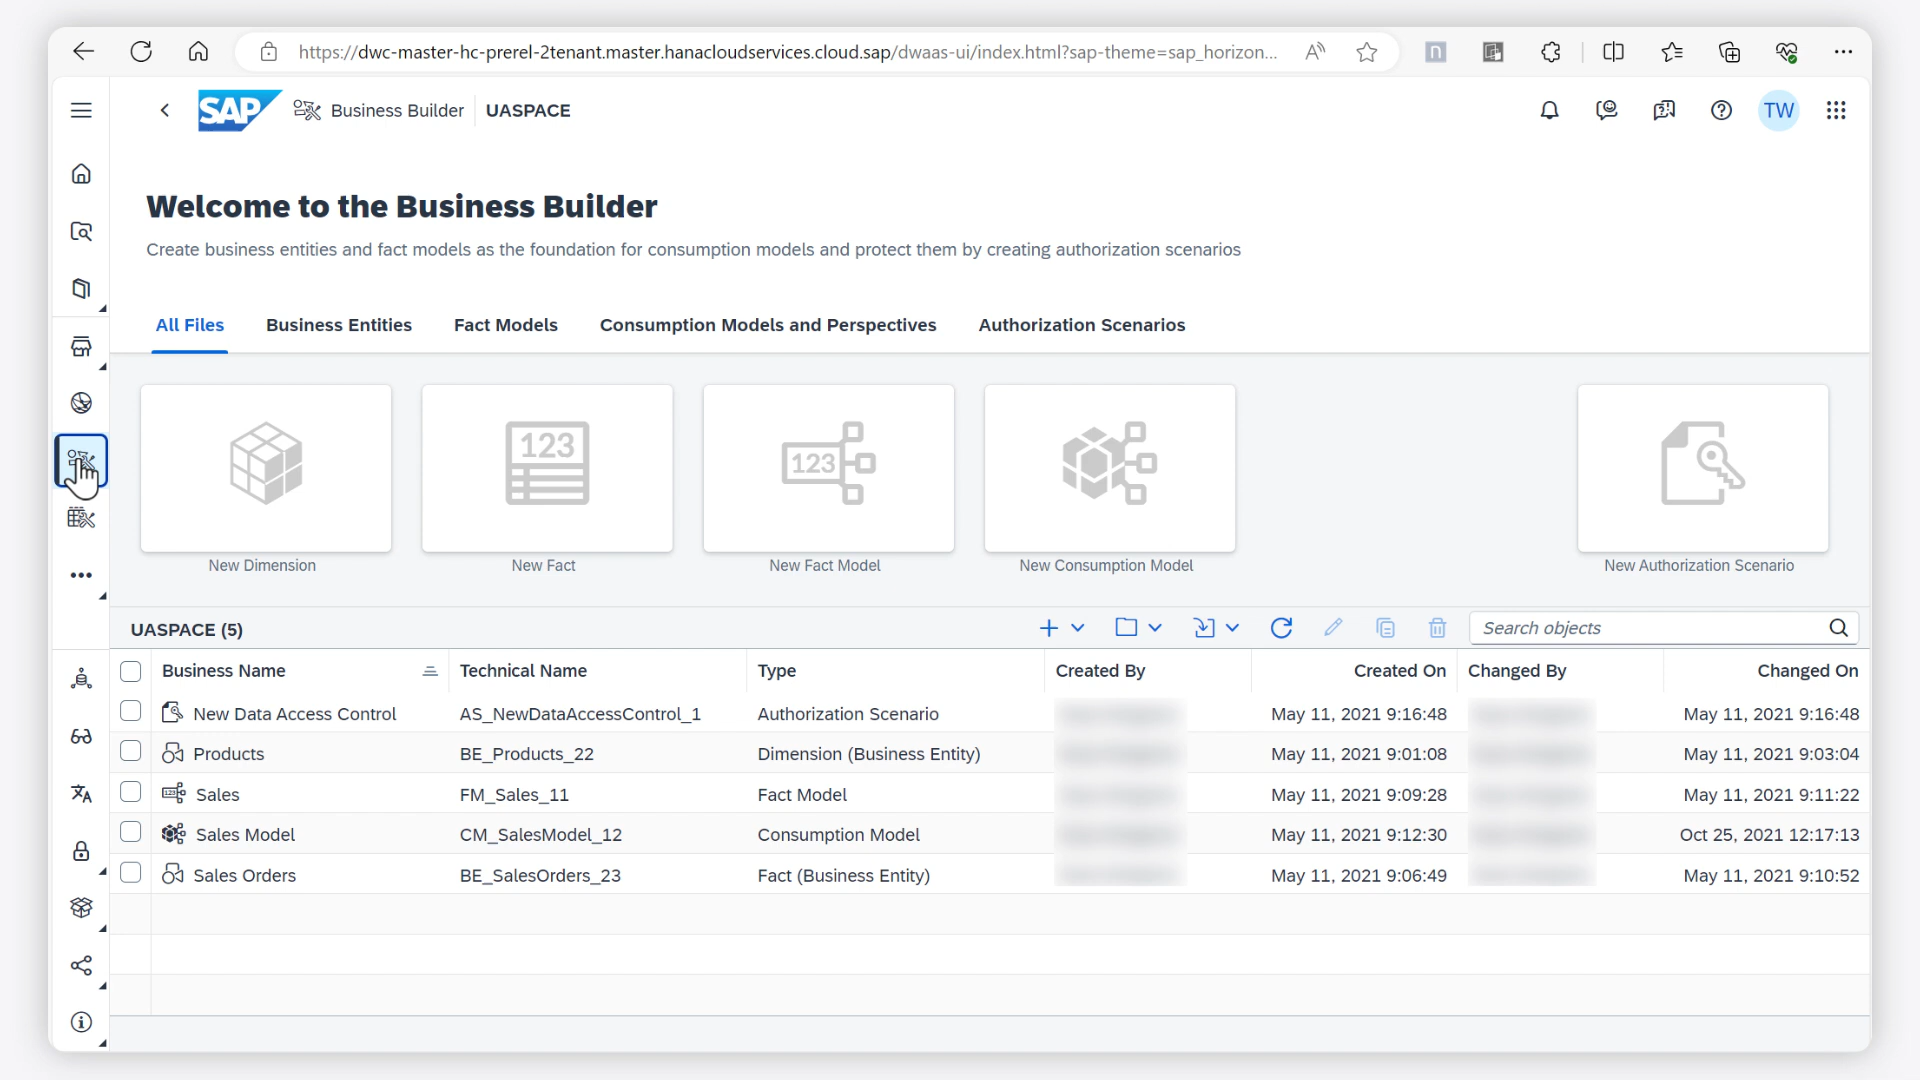 https://dwc-master-hc-prerel-2tenant.master.hanacloudservices.cloud.sap/dwaas-ui/index.html?sap-theme=sap_horizon...
SAP Business Builder UASPACE
TW
Welcome to the Business Builder
Create business entities and fact models as the foundation for consumption models and protect them by creating authorization scenarios
All Files Business Entities Fact Models Consumption Models and Perspectives Authorization Scenarios
123
123
New Dimension New Fact New Fact Model New Consumption Model New Authorization Scenario
UASPACE (5) Search objects
Business Name Technical Name Type Created By Created On Changed By Changed On
New Data Access Control AS_NewDataAccessControl_1 Authorization Scenario May 11, 2021 9:16:48 May 11, 2021 9:16:48
Products BE_Products_22 Dimension (Business Entity) May 11, 2021 9:01:08 May 11, 2021 9:03:04
Sales FM_Sales_11 Fact Model May 11, 2021 9:09:28 May 11, 2021 9:11:22
Sales Model CM_SalesModel_12 Consumption Model May 11, 2021 9:12:30 Oct 25, 2021 12:17:13
Sales Orders BE_SalesOrders_23 Fact (Business Entity) May 11, 2021 9:06:49 May 11, 2021 9:10:52